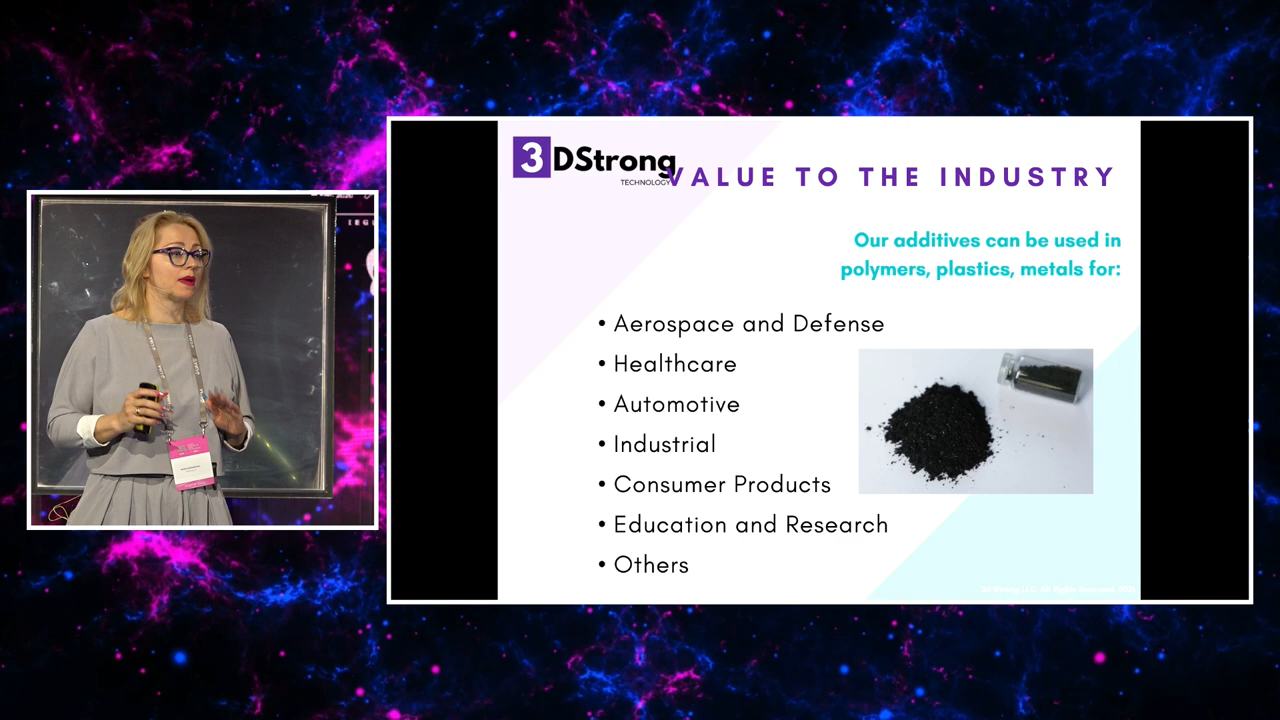 3DStrong
TECHNOLOGY
VALUE TO THE INDUSTRY
Our additives can be used in
polymers, plastics, metals for:
• Aerospace and Defense
• Healthcare
• Automotive
• Industrial
• Consumer Products
• Education and Research
• Others